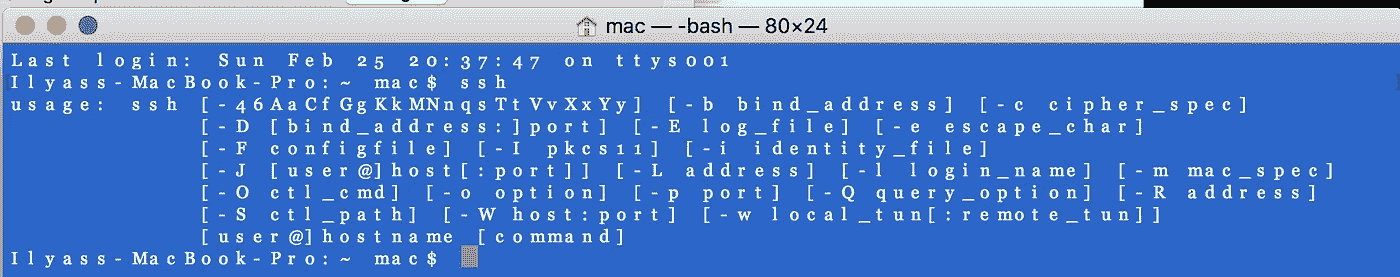 mac — -bash — 80×24
Last login: Sun Feb 25 20:37:47 on ttys001
Ilyass-MacBook-Pro:~ mac$ ssh
usage: ssh [-46AaCfGgKkMNnqsTtVvXxYy] [-b bind_address] [-c cipher_spec]
[-D [bind_address:]port] [-E log_file] [-e escape_char]
[-F configfile] [-I pkcs11] [-i identity_file]
[-J [user@]host[:port]] [-L address] [-l login_name] [-m mac_spec]
[-O ctl_cmd] [-o option] [-p port] [-Q query_option] [-R address]
[-S ctl_path] [-W host:port] [-w local_tun[:remote_tun]]
[user@]hostname [command]
Ilyass-MacBook-Pro:~ mac$